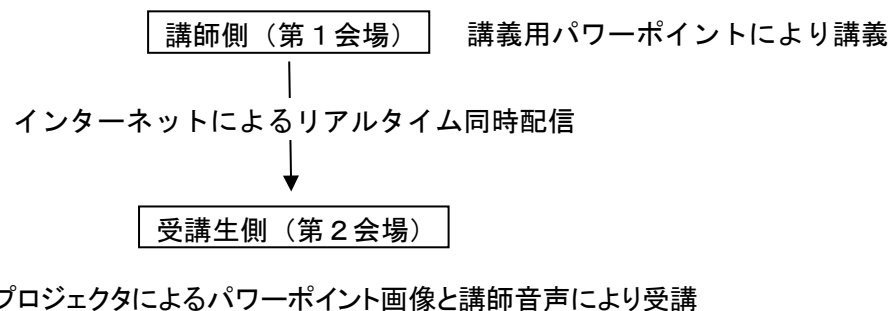 講師側（第１会場） 講義用パワーポイントにより講義
インターネットによるリアルタイム同時配信
受講生側（第２会場）
プロジェクタによるパワーポイント画像と講師音声により受講